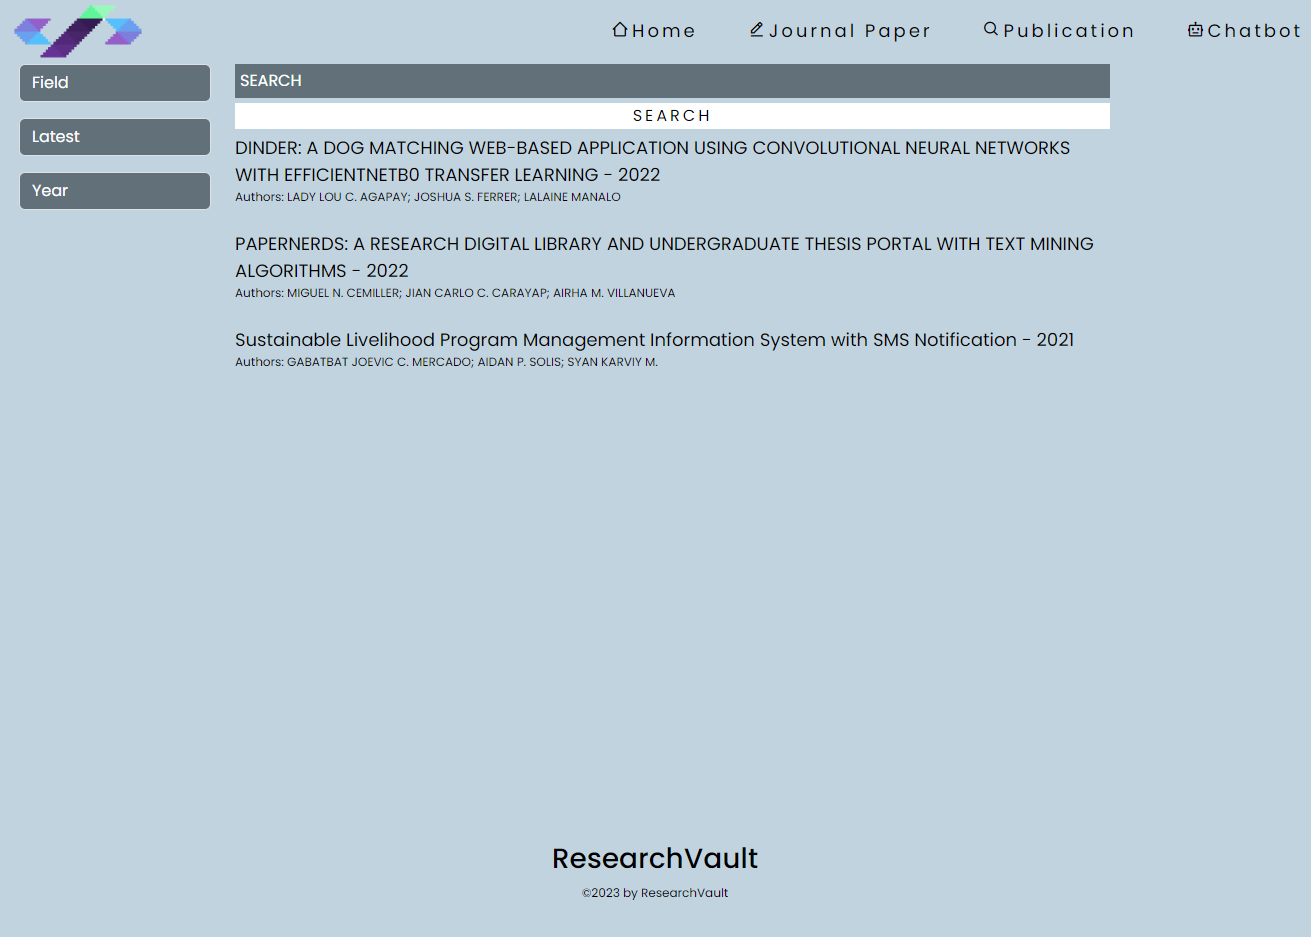 Home Journal Paper Publication Chatbot
Field
Latest
Year
SEARCH
SEARCH
DINDER: A DOG MATCHING WEB-BASED APPLICATION USING CONVOLUTIONAL NEURAL NETWORKS
WITH EFFICIENTNETB0 TRANSFER LEARNING - 2022
Authors: LADY LOU C. AGAPAY; JOSHUA S. FERRER; LALAINE MANALO
PAPERNERDS: A RESEARCH DIGITAL LIBRARY AND UNDERGRADUATE THESIS PORTAL WITH TEXT MINING
ALGORITHMS - 2022
Authors: MIGUEL N. CEMILLER; JIAN CARLO C. CARAYAP; AIRHA M. VILLANUEVA
Sustainable Livelihood Program Management Information System with SMS Notification - 2021
Authors: GABATBAT JOEVIC C. MERCADO; AIDAN P. SOLIS; SYAN KARVIY M.
ResearchVault
©2023 by ResearchVault